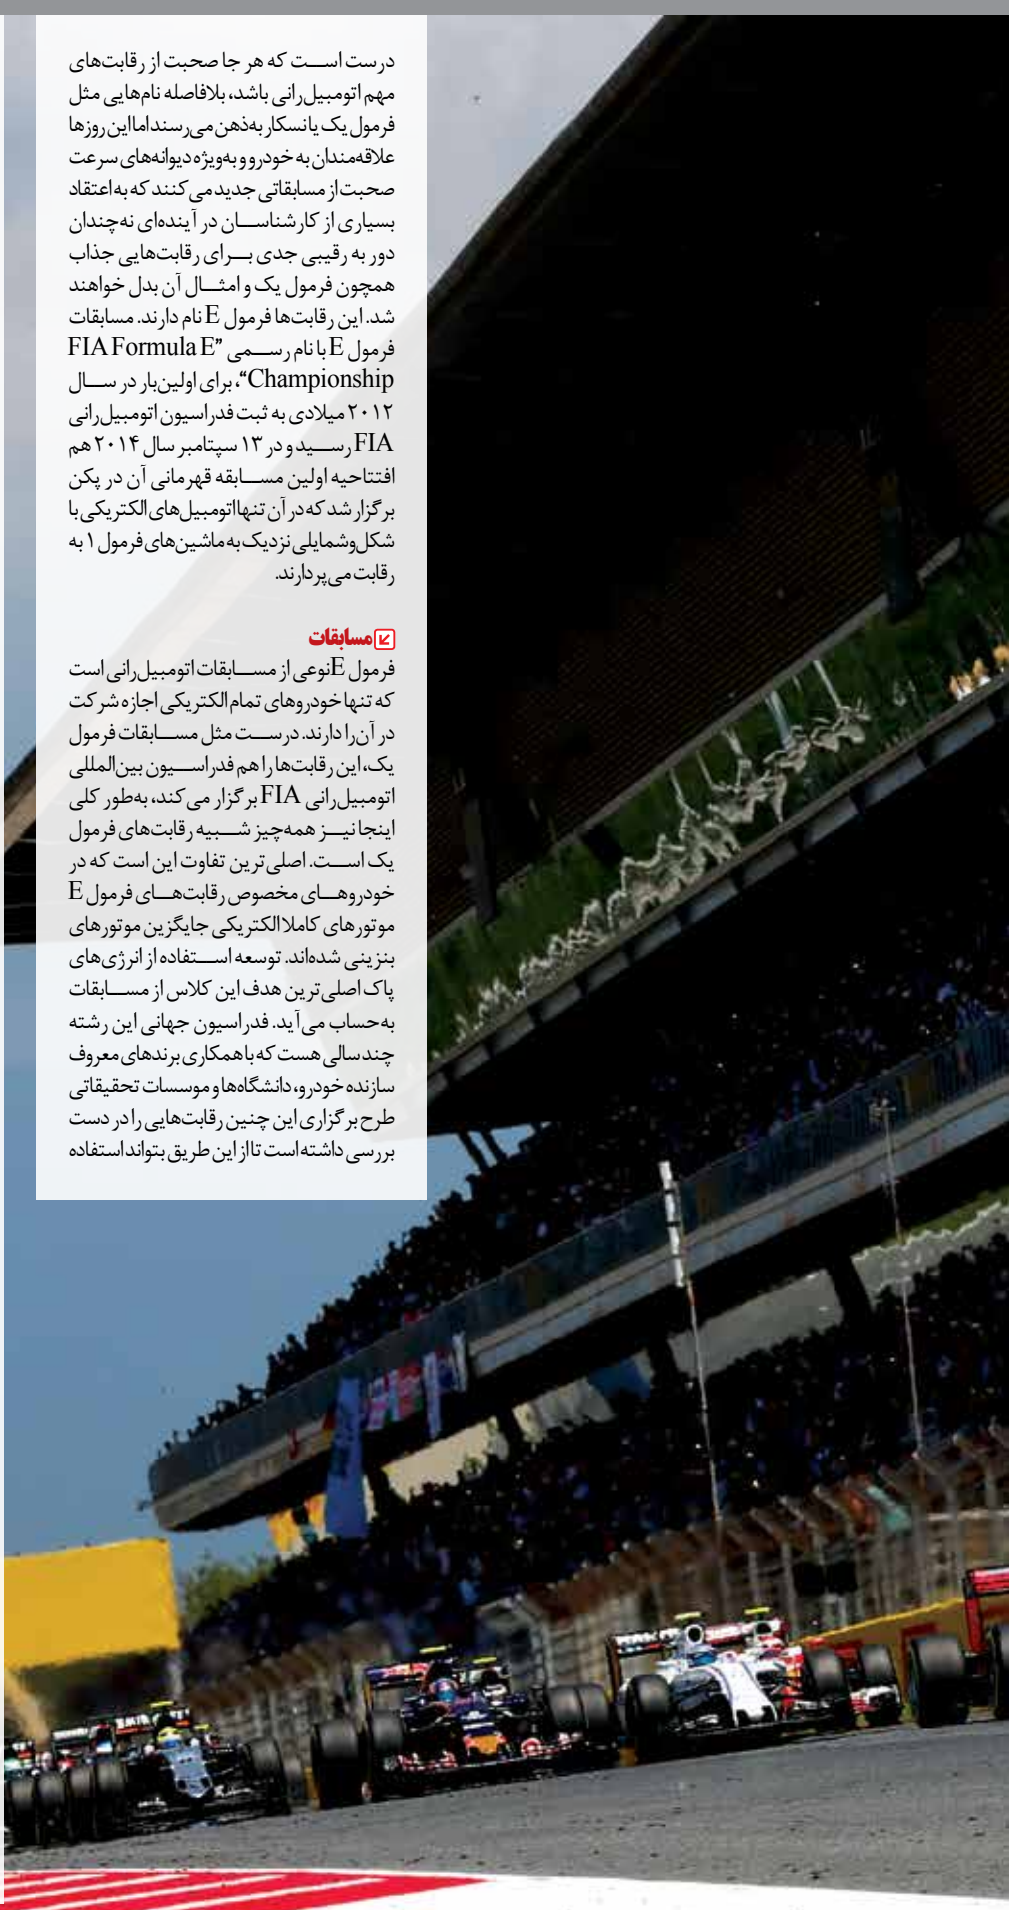 درست است که هر جا صحبت از رقابت‌های
مهم اتومبیل‌رانی باشد، بلافاصله نام‌هایی مثل
فرمول یک یا نسکار به‌ذهن می‌رسند اما این روزها
علاقه‌مندان به خودرو و به‌ویژه دیوانه‌های سرعت
صحبت از مسابقاتی جدید می‌کنند که به اعتقاد
بسیاری از کارشناسان در آینده‌ای نه‌چندان
دور به رقیبی جدی برای رقابت‌هایی جذاب
همچون فرمول یک و امثال آن بدل خواهند
شد. این رقابت‌ها فرمول E نام دارند. مسابقات
فرمول E با نام رسمی ”FIA Formula E
Championship“، برای اولین‌بار در سال
۲۰۱۲ میلادی به ثبت فدراسیون اتومبیل‌رانی
FIA رسید و در ۱۳ سپتامبر سال ۲۰۱۴ هم
افتتاحیه اولین مسابقه قهرمانی آن در پکن
برگزار شد که در آن تنها اتومبیل‌های الکتریکی با
شکل‌وشمایلی نزدیک به ماشین‌های فرمول ۱ به
رقابت می‌پردازند.
مسابقات
فرمول E نوعی از مسابقات اتومبیل‌رانی است
که تنها خودروهای تمام الکتریکی اجازه شرکت
در آن را دارند. درست مثل مسابقات فرمول
یک، این رقابت‌ها را هم فدراسیون بین‌المللی
اتومبیل‌رانی FIA برگزار می‌کند، به‌طور کلی
اینجا نیز همه‌چیز شبیه رقابت‌های فرمول
یک است. اصلی‌ترین تفاوت این است که در
خودروهای مخصوص رقابت‌های فرمول E
موتورهای کاملا الکتریکی جایگزین موتورهای
بنزینی شده‌اند. توسعه استفاده از انرژی‌های
پاک اصلی‌ترین هدف این کلاس از مسابقات
به‌حساب می‌آید. فدراسیون جهانی این رشته
چند سالی هست که با همکاری برندهای معروف
سازنده خودرو، دانشگاه‌ها و موسسات تحقیقاتی
طرح برگزاری این چنین رقابت‌هایی را در دست
بررسی داشته است تا از این طریق بتواند استفاده